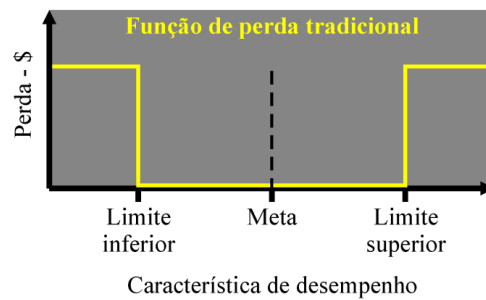 Função de perda tradicional
Perda - $
Limite
inferior
Meta
Limite
superior
Característica de desempenho